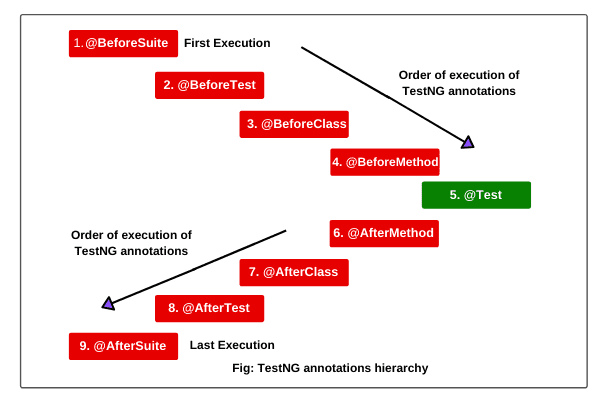 1.@BeforeSuite First Execution
Order of execution of
TestNG annotations
2. @BeforeTest
3. @BeforeClass
4. @BeforeMethod
5. @Test
6. @AfterMethod
Order of execution of
TestNG annotations
7. @AfterClass
8. @AfterTest
9. @AfterSuite Last Execution
Fig: TestNG annotations hierarchy